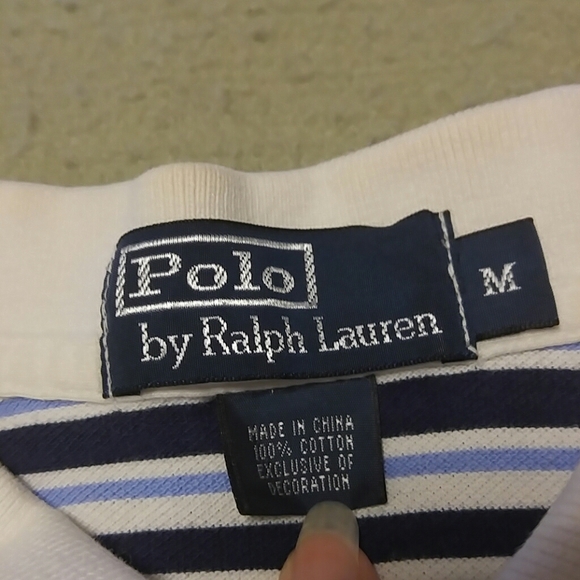 Polo
by Ralph Lauren
M
MADE IN CHINA
100% COTTON
EXCLUSIVE OF
DECORATION